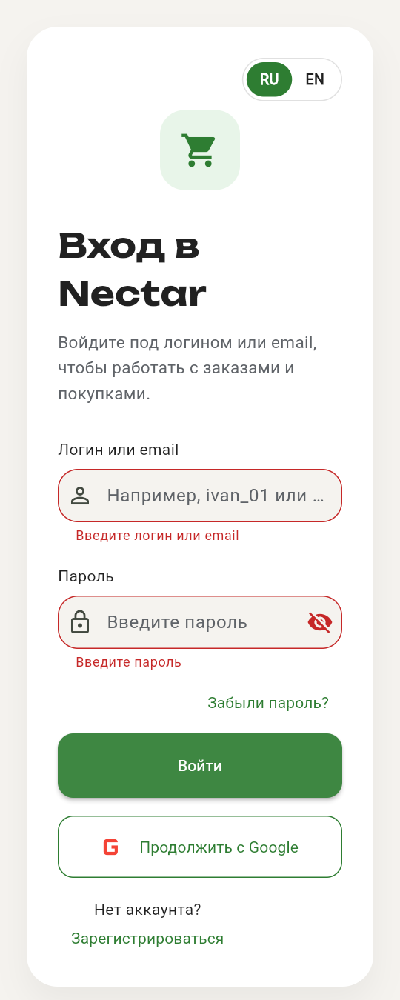 RU EN
Вход в
Nectar
Войдите под логином или email,
чтобы работать с заказами и
покупками.
Логин или email
Например, ivan_01 или ...
Введите логин или email
Пароль
Введите пароль
Введите пароль
Забыли пароль?
Войти
G Продолжить с Google
Нет аккаунта?
Зарегистрироваться